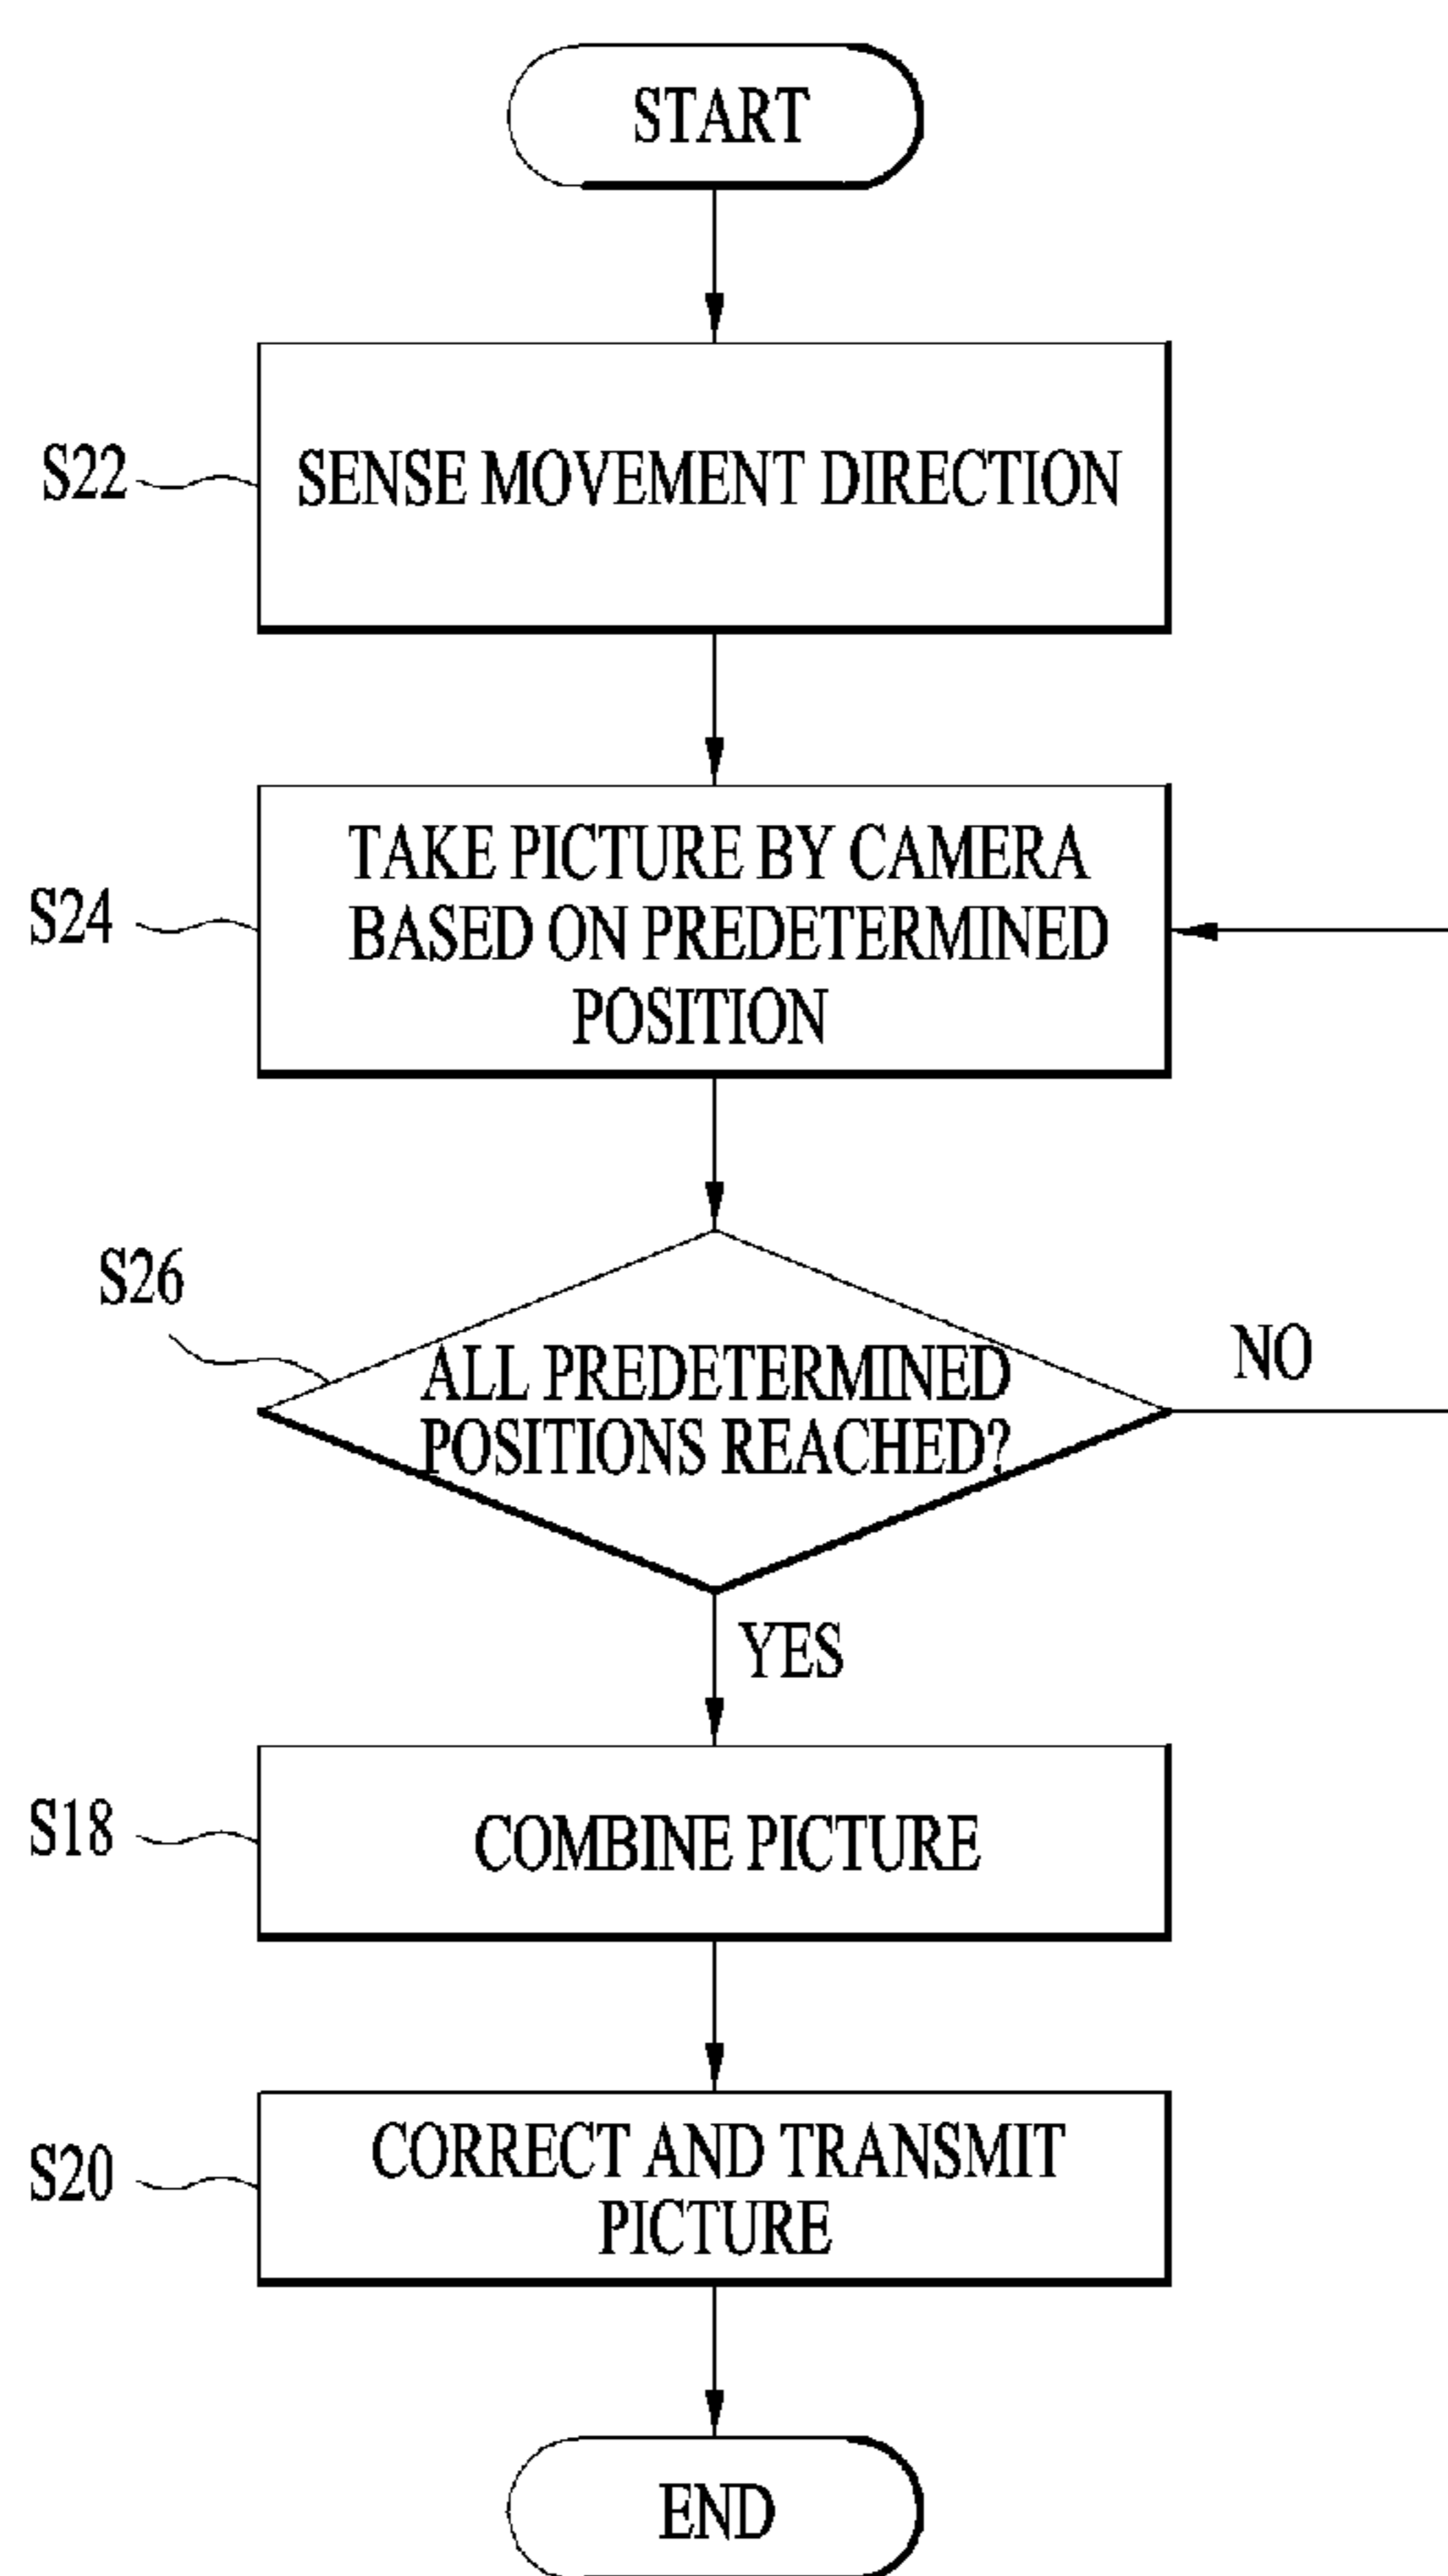 START
S22
SENSE MOVEMENT DIRECTION
S24
TAKE PICTURE BY CAMERA
BASED ON PREDETERMINED
POSITION
S26
ALL PREDETERMINED
POSITIONS REACHED?
NO
YES
S18
COMBINE PICTURE
S20
CORRECT AND TRANSMIT
PICTURE
END